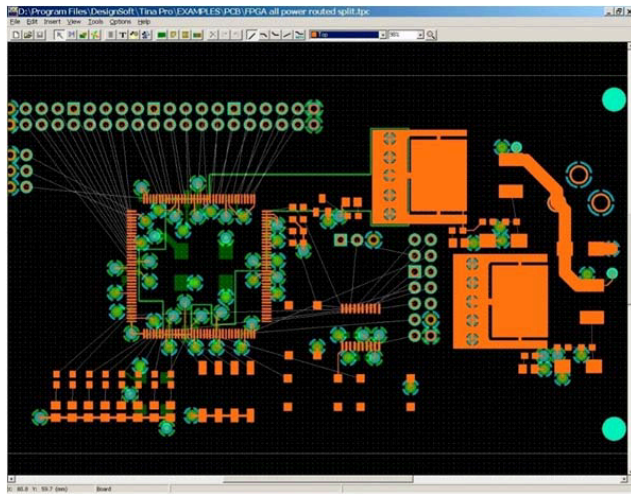 D:\Program Files\DesignSoft\Tina Pro\EXAMPLES\PCB\FPGA all power routed split.tpc
File Edit Insert View Tools Options Help
Top
Board